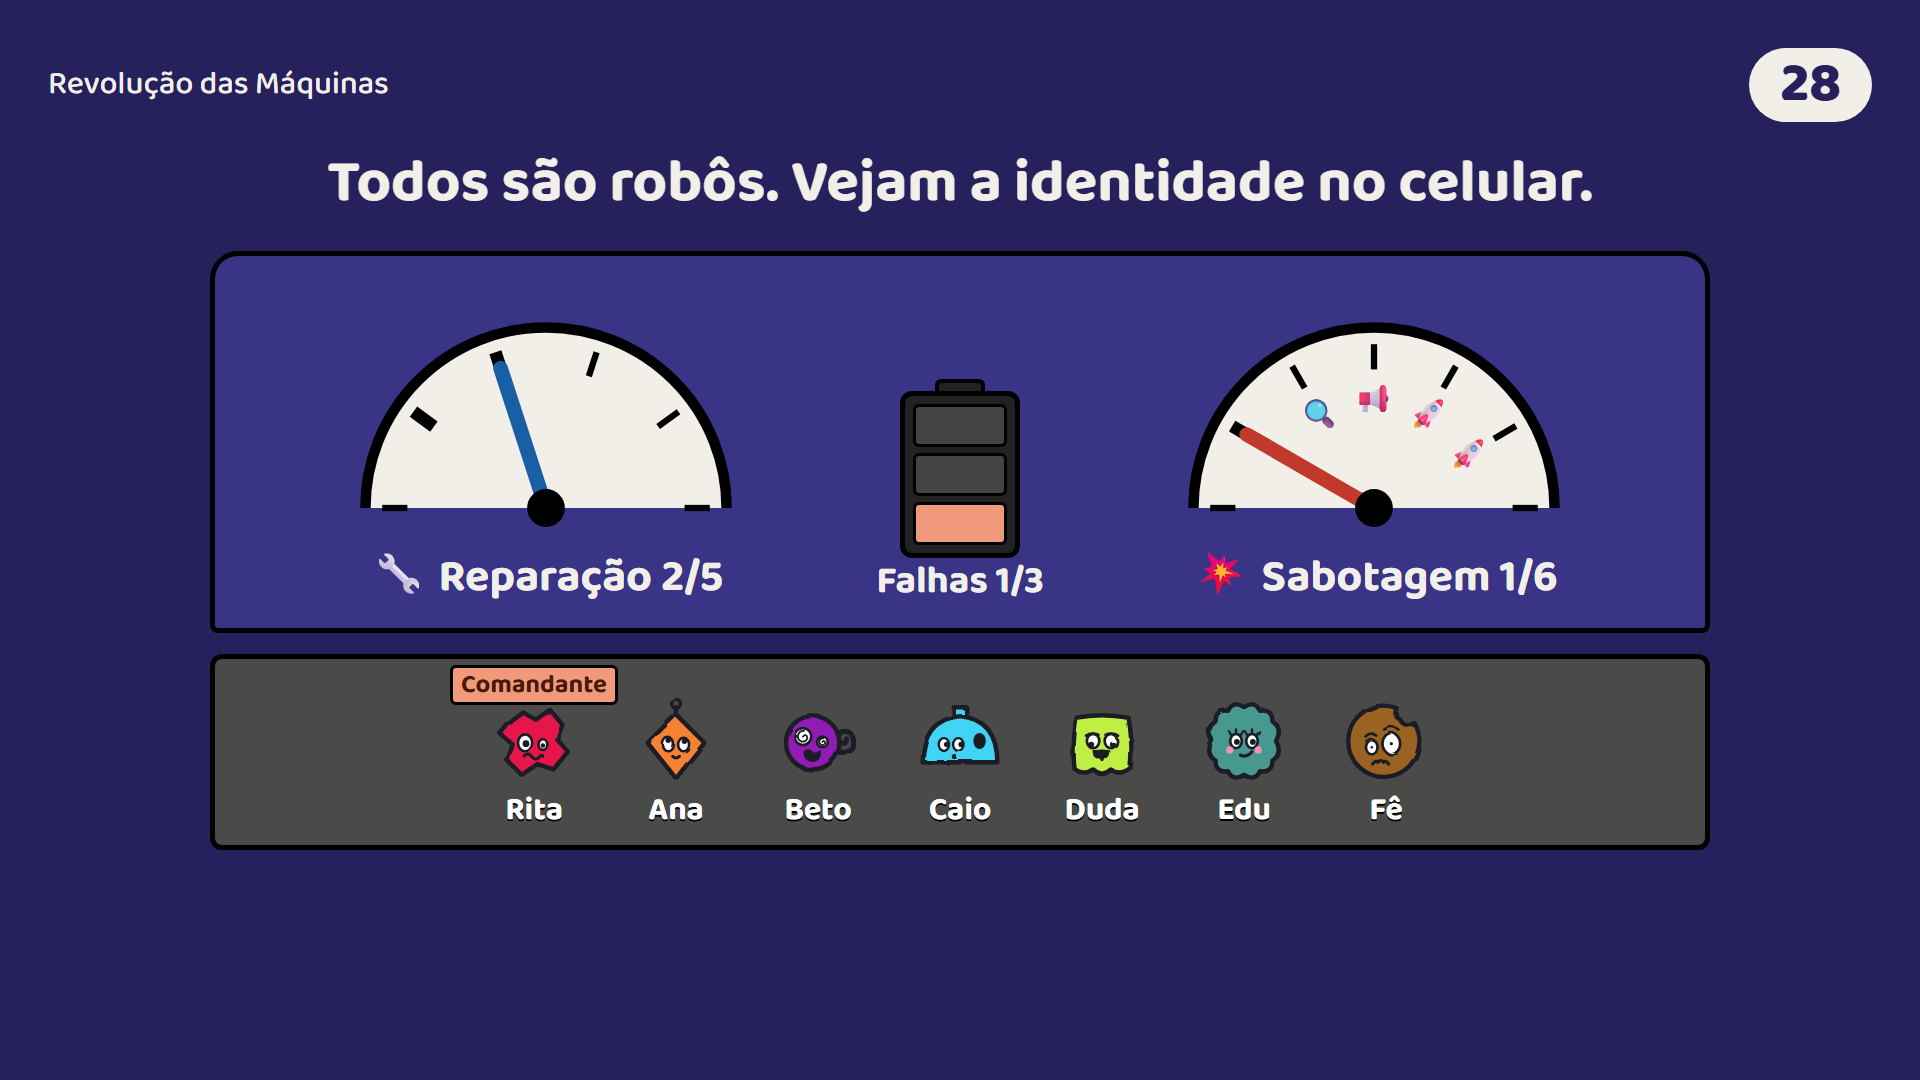 Revolução das Máquinas
28
Todos são robôs. Vejam a identidade no celular.
Reparação 2/5
Falhas 1/3
Sabotagem 1/6
Comandante
Rita
Ana
Beto
Caio
Duda
Edu
Fê